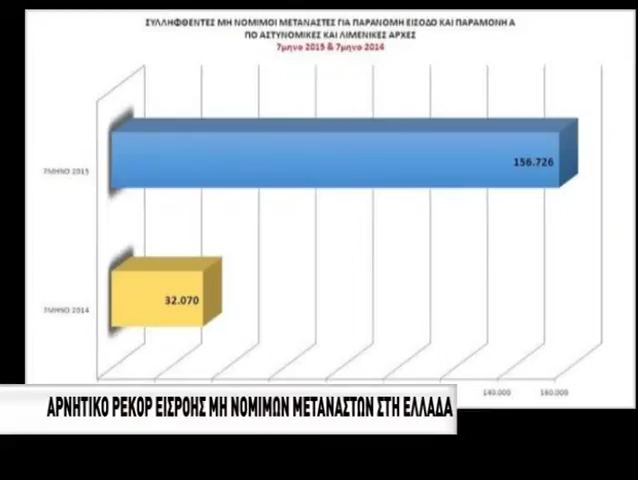 ΣΥΛΛΗΦΘΕΝΤΕΣ ΜΗ ΝΟΜΙΜΟΙ ΜΕΤΑΝΑΣΤΕΣ ΓΙΑ ΠΑΡΑΝΟΜΗ ΕΙΣΟΔΟ ΚΑΙ ΠΑΡΑΜΟΝΗ Α
ΠΟ ΑΣΤΥΝΟΜΙΚΕΣ ΚΑΙ ΛΙΜΕΝΙΚΕΣ ΑΡΧΕΣ
7μηνο 2015 & 7μηνο 2014
7ΜΗΝΟ 2015
156.726
7ΜΗΝΟ 2014
32.070
140.000 160.000
ΑΡΝΗΤΙΚΟ ΡΕΚΟΡ ΕΙΣΡΟΗΣ ΜΗ ΝΟΜΙΜΩΝ ΜΕΤΑΝΑΣΤΩΝ ΣΤΗ ΕΛΛΑΔΑ